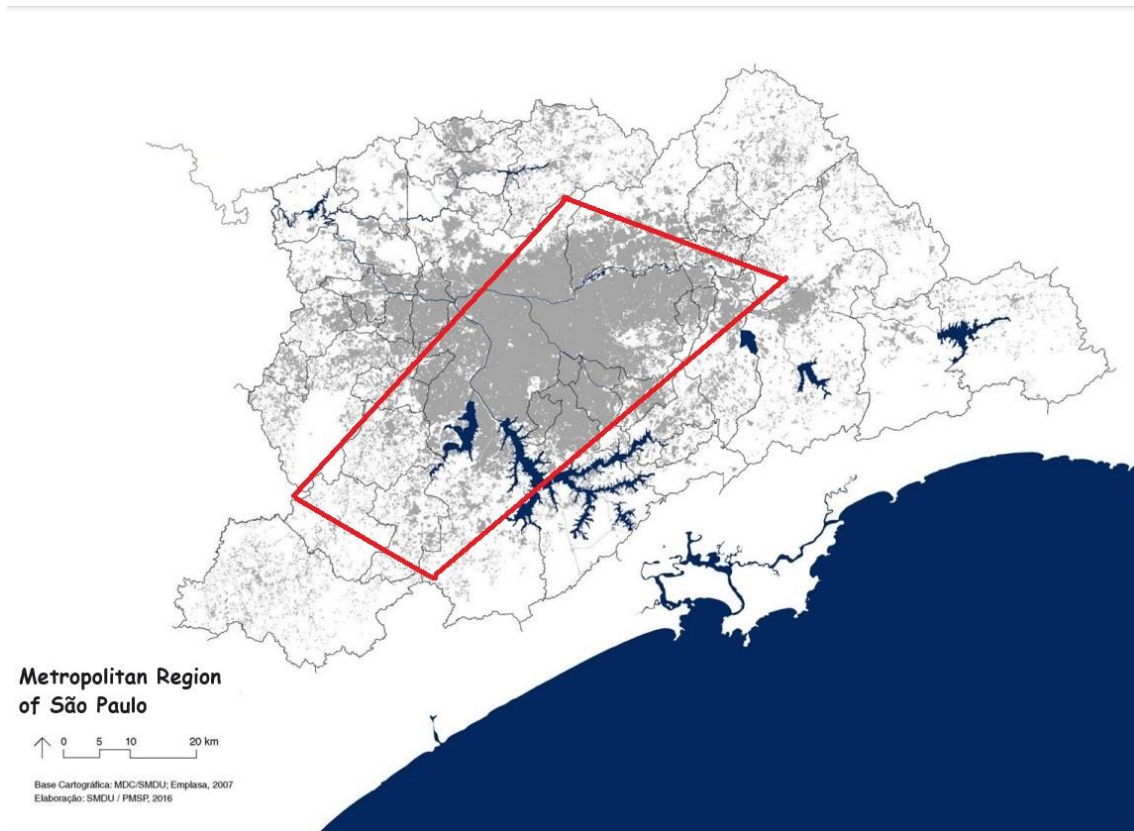 Metropolitan Region
of São Paulo
0 5 10 20 km
Base Cartográfica: MDC/SMDU; Emplasa, 2007
Elaboração: SMDU / PMSP, 2016